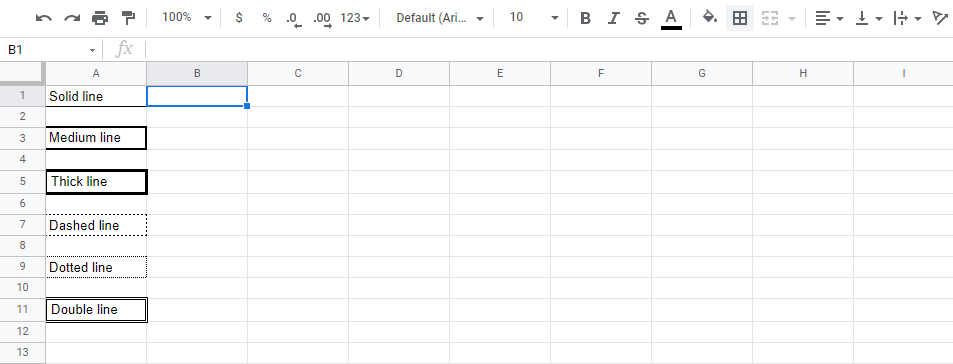 100% $ % .0 .00 123 Default (Ari... 10 B I S A
B1 fx
A B C D E F G H I
1 Solid line
2
3 Medium line
4
5 Thick line
6
7 Dashed line
8
9 Dotted line
10
11 Double line
12
13